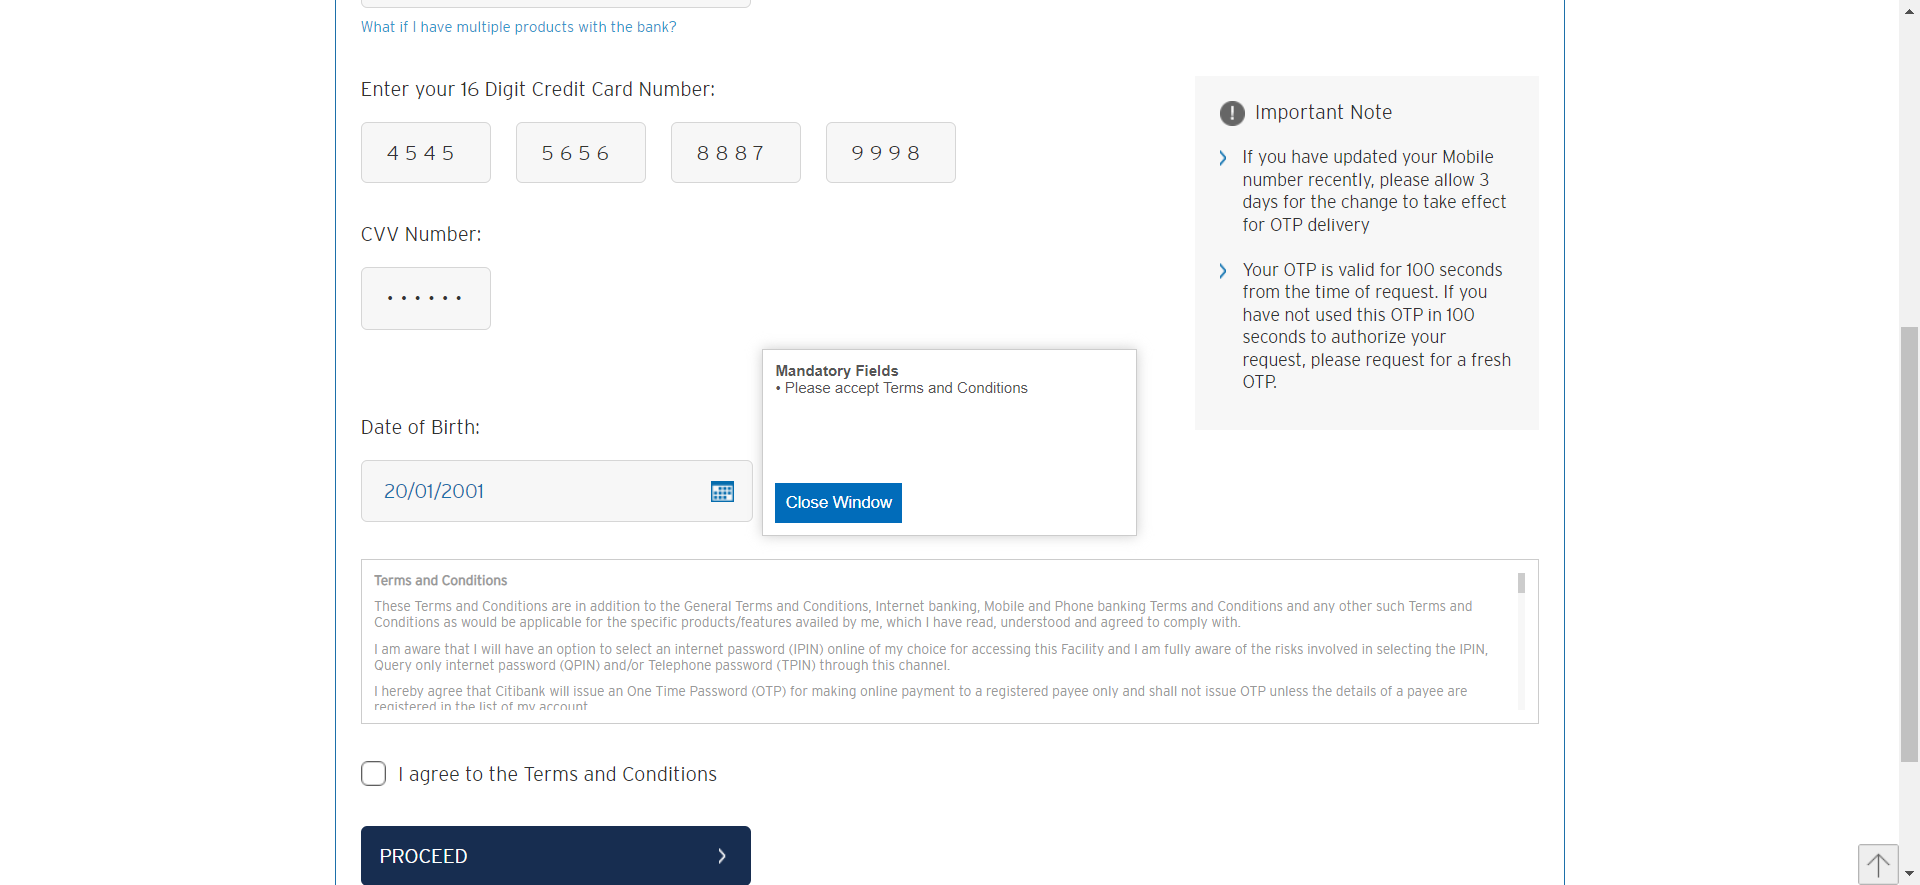 What if I have multiple products with the bank?
Enter your 16 Digit Credit Card Number:
4545 5656 8887 9998
CVV Number:
••••••
Date of Birth:
20/01/2001
Mandatory Fields
• Please accept Terms and Conditions
Close Window
Important Note
If you have updated your Mobile
number recently, please allow 3
days for the change to take effect
for OTP delivery
Your OTP is valid for 100 seconds
from the time of request. If you
have not used this OTP in 100
seconds to authorize your
request, please request for a fresh
OTP.
Terms and Conditions
These Terms and Conditions are in addition to the General Terms and Conditions, Internet banking, Mobile and Phone banking Terms and Conditions and any other such Terms and
Conditions as would be applicable for the specific products/features availed by me, which I have read, understood and agreed to comply with.
I am aware that I will have an option to select an internet password (IPIN) online of my choice for accessing this Facility and I am fully aware of the risks involved in selecting the IPIN,
Query only internet password (QPIN) and/or Telephone password (TPIN) through this channel.
I hereby agree that Citibank will issue an One Time Password (OTP) for making online payment to a registered payee only and shall not issue OTP unless the details of a payee are
registered in the list of my account
I agree to the Terms and Conditions
PROCEED